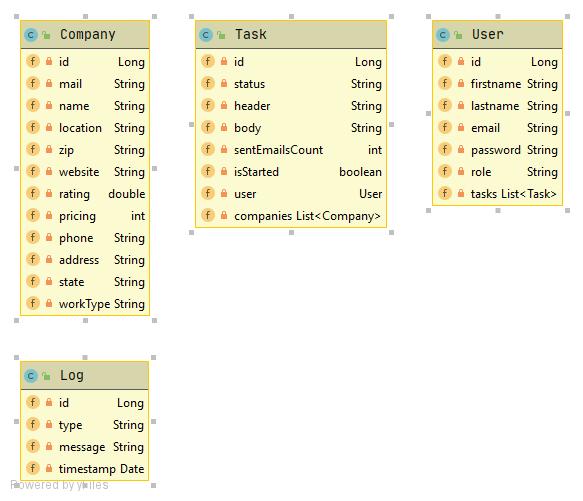 Company
id Long
mail String
name String
location String
zip String
website String
rating double
pricing int
phone String
address String
state String
workType String
Task
id Long
status String
header String
body String
sentEmailsCount int
isStarted boolean
user User
companies List<Company>
User
id Long
firstname String
lastname String
email String
password String
role String
tasks List<Task>
Log
id Long
type String
message String
timestamp Date
Powered by yFiles